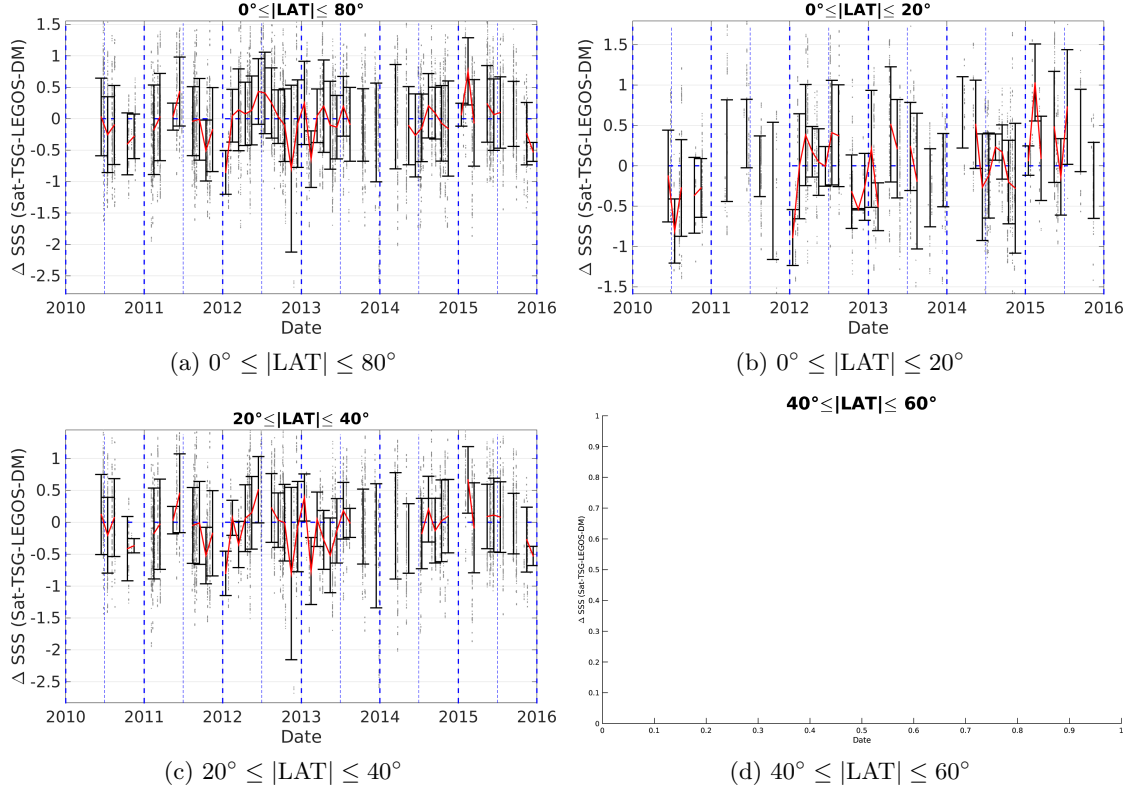 0°≤|LAT|≤ 80°
Δ SSS (Sat-TSG-LEGOS-DM)
1.5
1
0.5
0
-0.5
-1
-1.5
-2
-2.5
2010 2011 2012 2013 2014 2015 2016
Date
(a) 0° ≤ |LAT| ≤ 80°
0°≤|LAT|≤ 20°
Δ SSS (Sat-TSG-LEGOS-DM)
1.5
1
0.5
0
-0.5
-1
-1.5
2010 2011 2012 2013 2014 2015 2016
Date
(b) 0° ≤ |LAT| ≤ 20°
20°≤|LAT|≤ 40°
Δ SSS (Sat-TSG-LEGOS-DM)
1
0.5
0
-0.5
-1
-1.5
-2
-2.5
2010 2011 2012 2013 2014 2015 2016
Date
(c) 20° ≤ |LAT| ≤ 40°
40°≤|LAT|≤ 60°
Δ SSS (Sat-TSG-LEGOS-DM)
1
0.9
0.8
0.7
0.6
0.5
0.4
0.3
0.2
0.1
0
0 0.1 0.2 0.3 0.4 0.5 0.6 0.7 0.8 0.9 1
Date
(d) 40° ≤ |LAT| ≤ 60°